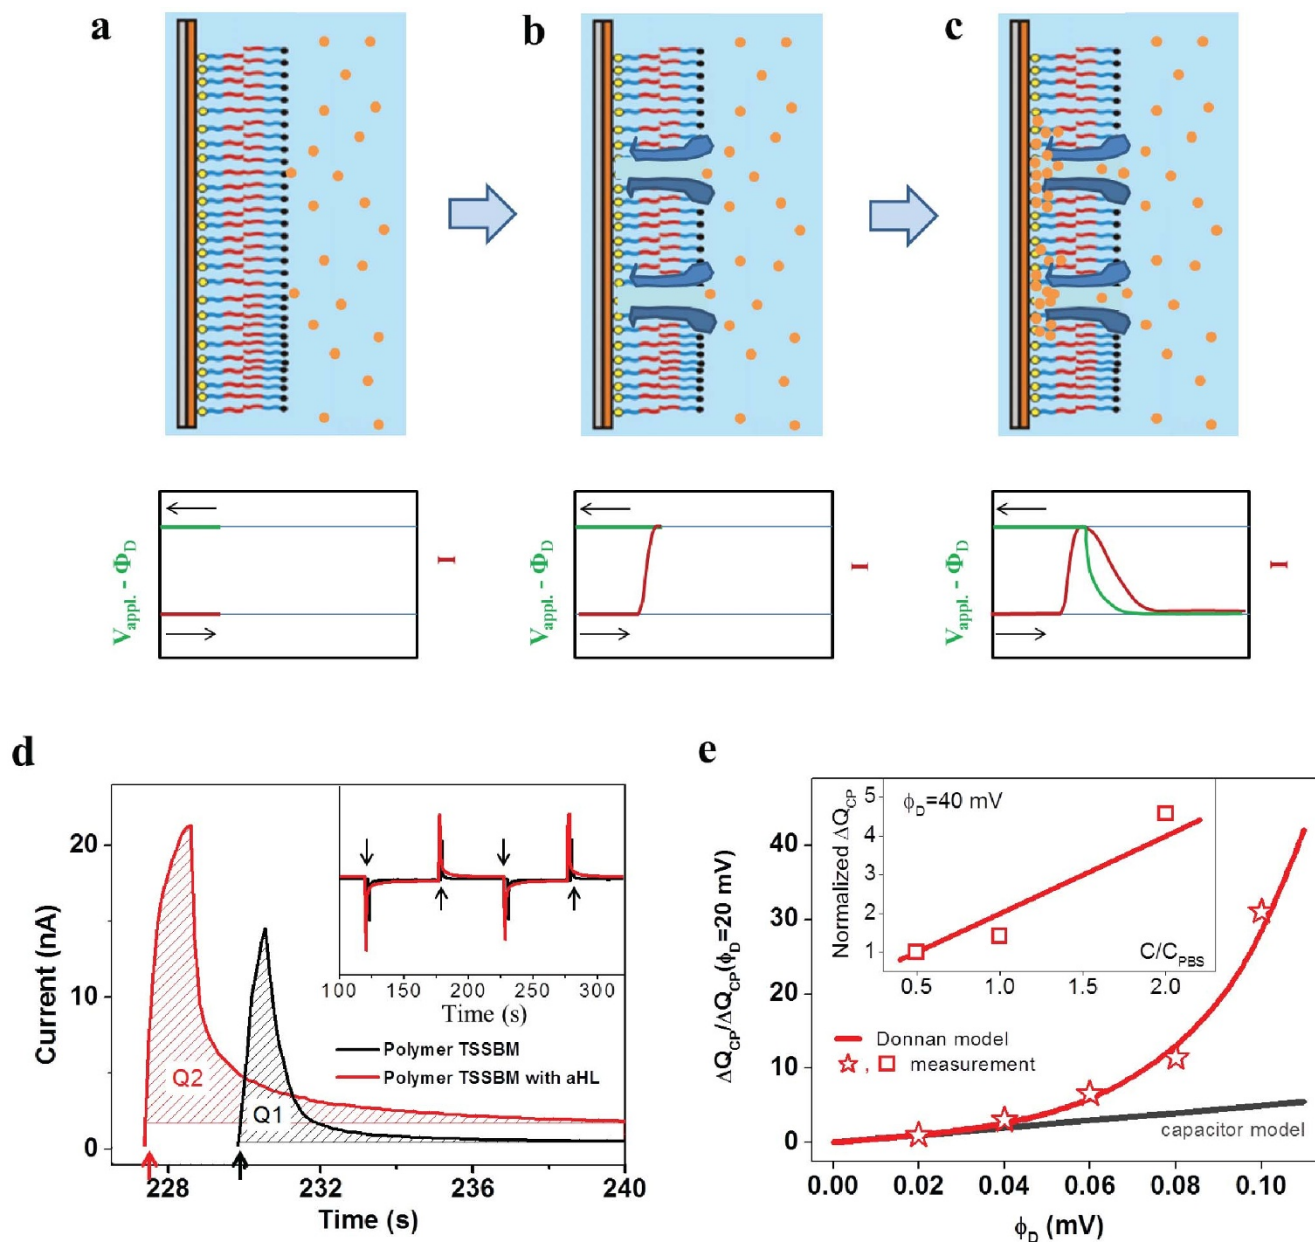 a
b
c
V_appl. - Φ_D
I
V_appl. - Φ_D
I
V_appl. - Φ_D
I
d
Current (nA)
20
10
0
228
232
236
240
Time (s)
Q2
Q1
100
150
200
250
300
Time (s)
Polymer TSSBM
Polymer TSSBM with aHL
e
ΔQ_CP/ΔQ_CP(ϕ_D=20 mV)
40
30
20
10
0
0.00
0.02
0.04
0.06
0.08
0.10
ϕ_D (mV)
Normalized ΔQ_CP
5
4
3
2
1
ϕ_D=40 mV
C/C_PBS
0.5
1.0
1.5
2.0
Donnan model
, measurement
capacitor model